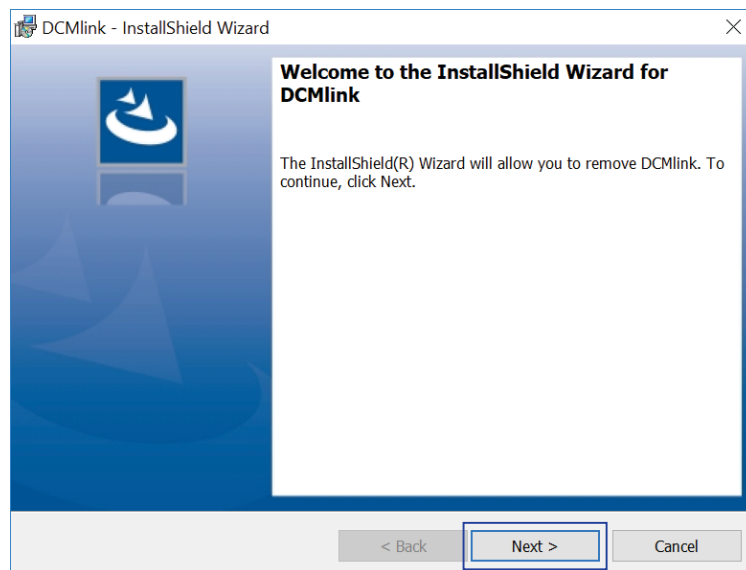 DCMlink - InstallShield Wizard
Welcome to the InstallShield Wizard for
DCMlink
The InstallShield(R) Wizard will allow you to remove DCMlink. To
continue, click Next.
< Back Next > Cancel